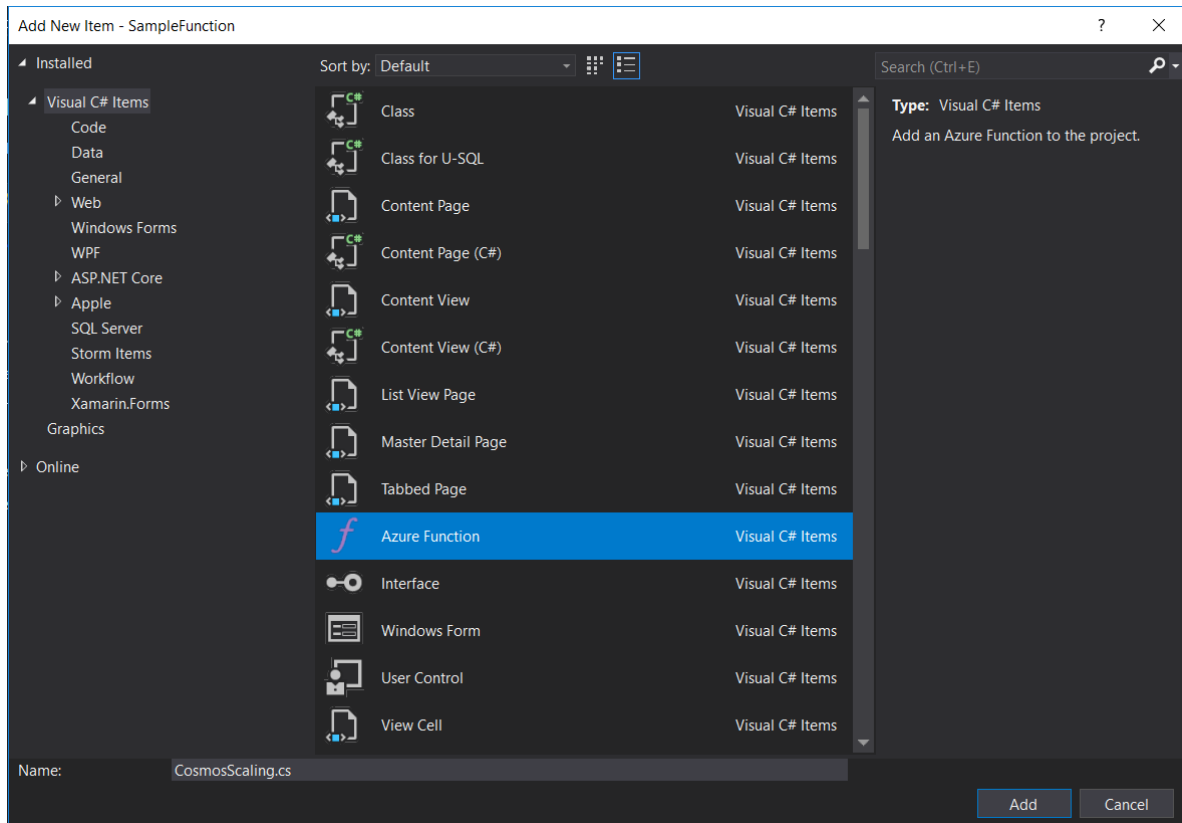 Add New Item - SampleFunction
?
Installed
Visual C# Items
Code
Data
General
Web
Windows Forms
WPF
ASP.NET Core
Apple
SQL Server
Storm Items
Workflow
Xamarin.Forms
Graphics
Online
Sort by: Default
Class Visual C# Items
Class for U-SQL Visual C# Items
Content Page Visual C# Items
Content Page (C#) Visual C# Items
Content View Visual C# Items
Content View (C#) Visual C# Items
List View Page Visual C# Items
Master Detail Page Visual C# Items
Tabbed Page Visual C# Items
Azure Function Visual C# Items
Interface Visual C# Items
Windows Form Visual C# Items
User Control Visual C# Items
View Cell Visual C# Items
Search (Ctrl+E)
Type: Visual C# Items
Add an Azure Function to the project.
Name: CosmosScaling.cs
Add Cancel